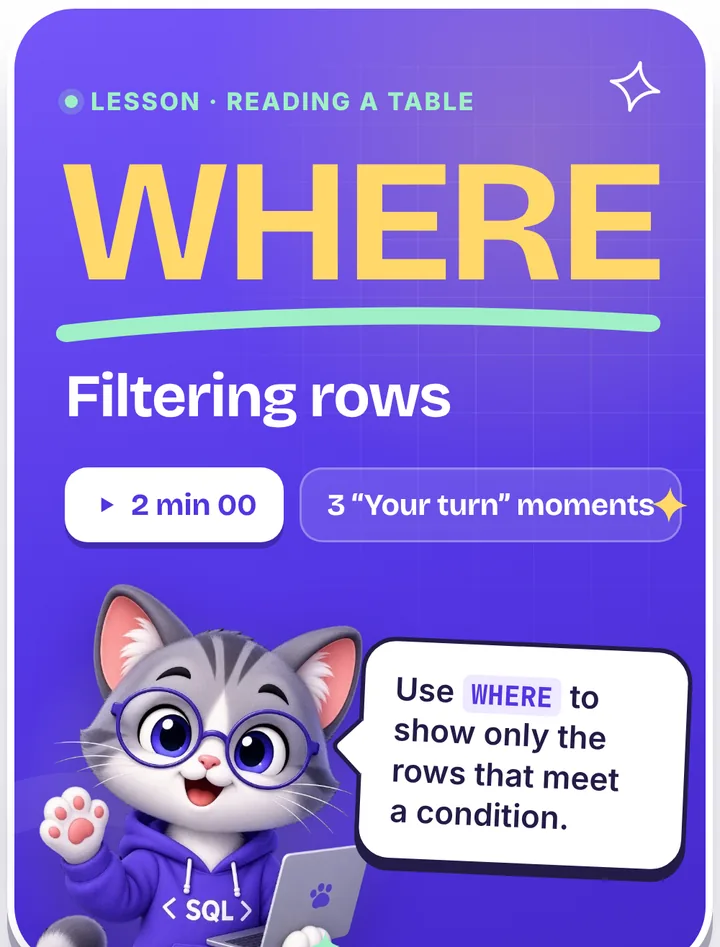 LESSON · READING A TABLE
WHERE
Filtering rows
2 min 00
3 “Your turn” moments
Use WHERE to
show only the
rows that meet
a condition.
< SQL >